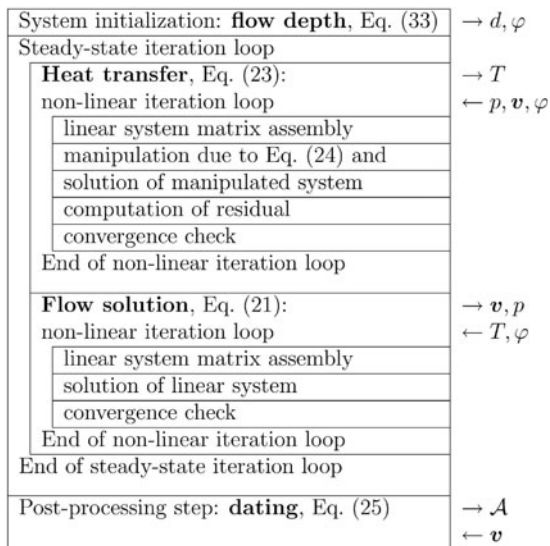 System initialization: flow depth, Eq. (33) → d, φ
Steady-state iteration loop
Heat transfer, Eq. (23): → T
non-linear iteration loop ← p, v, φ
linear system matrix assembly
manipulation due to Eq. (24) and
solution of manipulated system
computation of residual
convergence check
End of non-linear iteration loop
Flow solution, Eq. (21): → v, p
non-linear iteration loop ← T, φ
linear system matrix assembly
solution of linear system
convergence check
End of non-linear iteration loop
End of steady-state iteration loop
Post-processing step: dating, Eq. (25) → 𝒜
← v